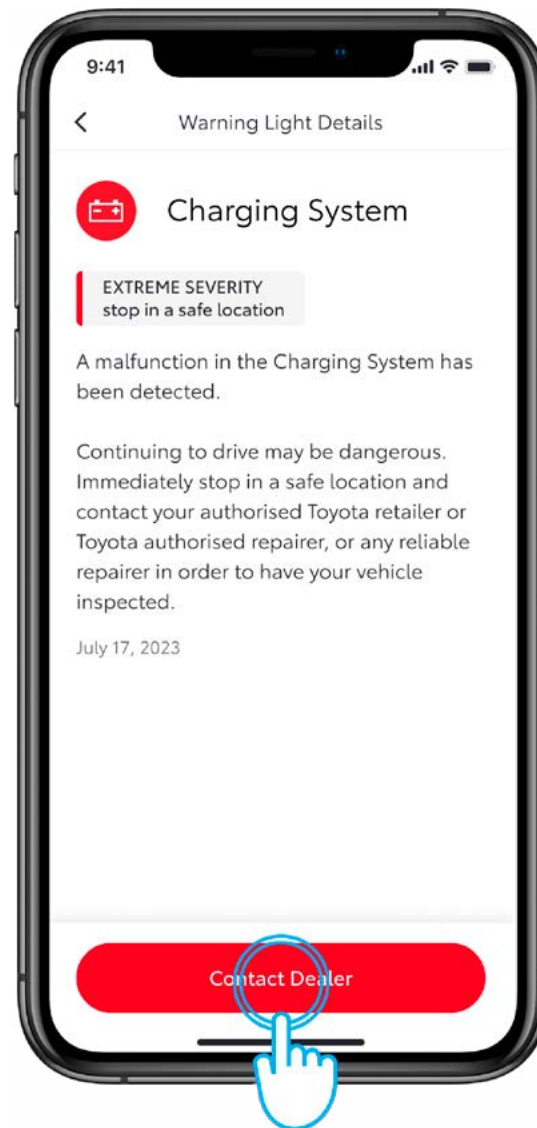 9:41
Warning Light Details
Charging System
EXTREME SEVERITY
stop in a safe location
A malfunction in the Charging System has
been detected.
Continuing to drive may be dangerous.
Immediately stop in a safe location and
contact your authorised Toyota retailer or
Toyota authorised repairer, or any reliable
repairer in order to have your vehicle
inspected.
July 17, 2023
Contact Dealer